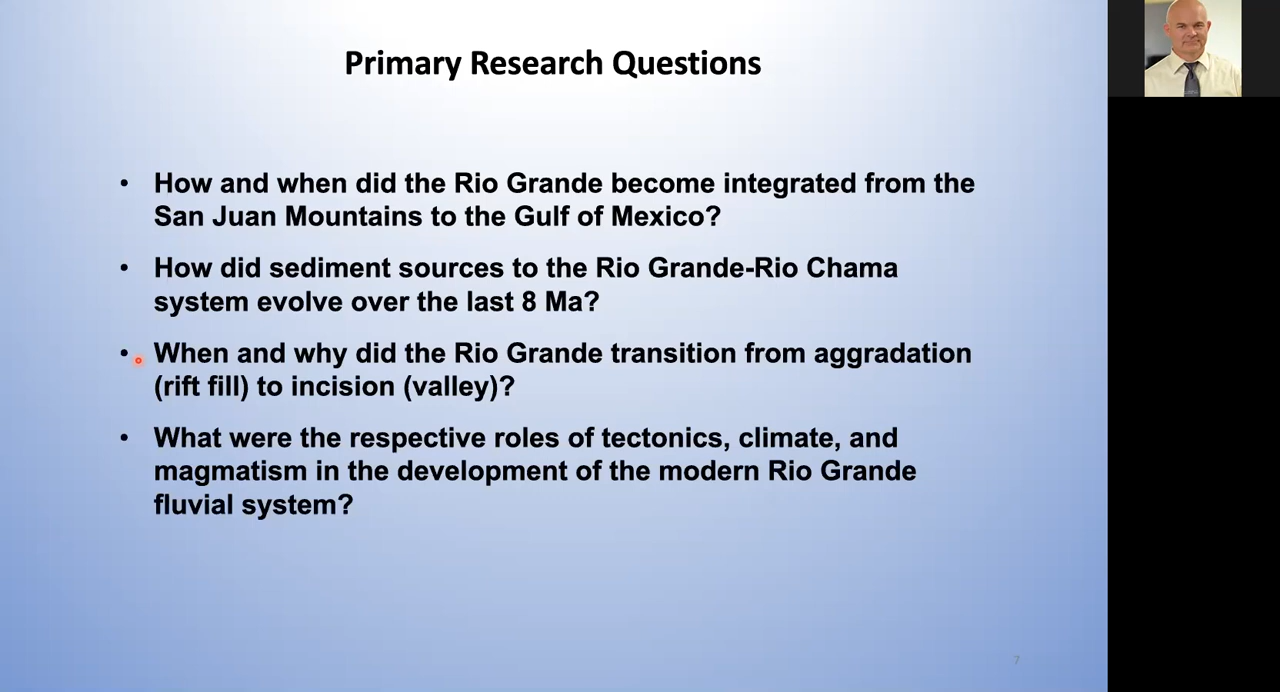 Primary Research Questions
• How and when did the Rio Grande become integrated from the
San Juan Mountains to the Gulf of Mexico?
• How did sediment sources to the Rio Grande-Rio Chama
system evolve over the last 8 Ma?
• When and why did the Rio Grande transition from aggradation
(rift fill) to incision (valley)?
• What were the respective roles of tectonics, climate, and
magmatism in the development of the modern Rio Grande
fluvial system?
7